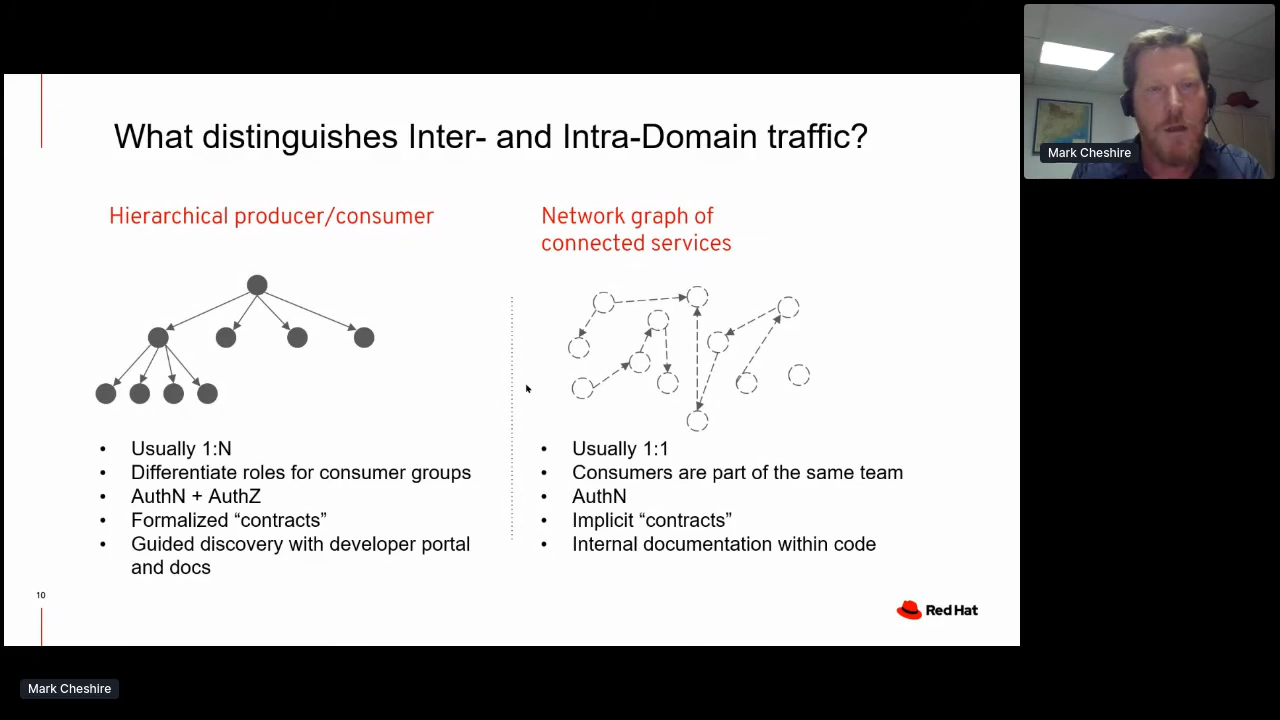 What distinguishes Inter- and Intra-Domain traffic?
Mark Cheshire
Hierarchical producer/consumer
• Usually 1:N
• Differentiate roles for consumer groups
• AuthN + AuthZ
• Formalized “contracts”
• Guided discovery with developer portal
and docs
Network graph of
connected services
• Usually 1:1
• Consumers are part of the same team
• AuthN
• Implicit “contracts”
• Internal documentation within code
10
Red Hat
Mark Cheshire